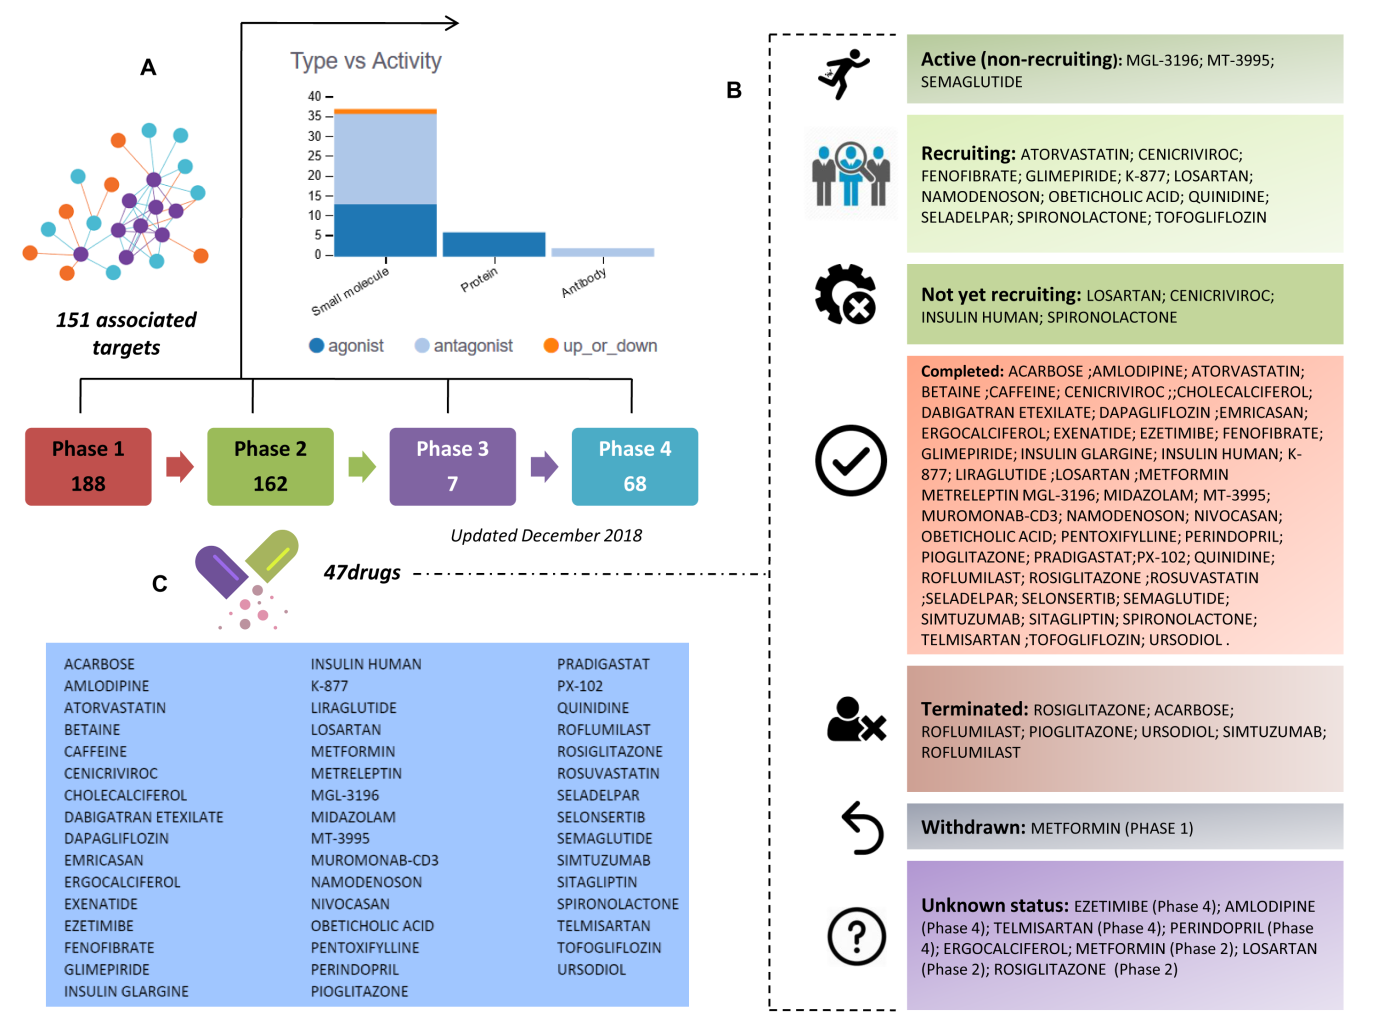 A
Type vs Activity
40
35
30
25
20
15
10
5
0
Small molecule
Protein
Antibody
agonist
antagonist
up_or_down
151 associated
targets
Phase 1
188
Phase 2
162
Phase 3
7
Phase 4
68
Updated December 2018
C
47drugs
ACARBOSE
AMLODIPINE
ATORVASTATIN
BETAINE
CAFFEINE
CENICRIVIROC
CHOLECALCIFEROL
DABIGATRAN ETEXILATE
DAPAGLIFLOZIN
EMRICASAN
ERGOCALCIFEROL
EXENATIDE
EZETIMIBE
FENOFIBRATE
GLIMEPIRIDE
INSULIN GLARGINE
INSULIN HUMAN
K-877
LIRAGLUTIDE
LOSARTAN
METFORMIN
METRELEPTIN
MGL-3196
MIDAZOLAM
MT-3995
MUROMONAB-CD3
NAMODENOSON
NIVOCASAN
OBETICHOLIC ACID
PENTOXIFYLLINE
PERINDOPRIL
PIOGLITAZONE
PRADIGASTAT
PX-102
QUINIDINE
ROFLUMILAST
ROSIGLITAZONE
ROSUVASTATIN
SELADELPAR
SELONSERTIB
SEMAGLUTIDE
SIMTUZUMAB
SITAGLIPTIN
SPIRONOLACTONE
TELMISARTAN
TOFOGLIFLOZIN
URSODIOL
B
Active (non-recruiting): MGL-3196; MT-3995;
SEMAGLUTIDE
Recruiting: ATORVASTATIN; CENICRIVIROC;
FENOFIBRATE; GLIMEPIRIDE; K-877; LOSARTAN;
NAMODENOSON; OBETICHOLIC ACID; QUINIDINE;
SELADELPAR; SPIRONOLACTONE; TOFOGLIFLOZIN
Not yet recruiting: LOSARTAN; CENICRIVIROC;
INSULIN HUMAN; SPIRONOLACTONE
Completed: ACARBOSE ;AMLODIPINE; ATORVASTATIN;
BETAINE ;CAFFEINE; CENICRIVIROC ;;CHOLECALCIFEROL;
DABIGATRAN ETEXILATE; DAPAGLIFLOZIN ;EMRICASAN;
ERGOCALCIFEROL; EXENATIDE; EZETIMIBE; FENOFIBRATE;
GLIMEPIRIDE; INSULIN GLARGINE; INSULIN HUMAN; K-
877; LIRAGLUTIDE ;LOSARTAN ;METFORMIN
METRELEPTIN MGL-3196; MIDAZOLAM; MT-3995;
MUROMONAB-CD3; NAMODENOSON; NIVOCASAN;
OBETICHOLIC ACID; PENTOXIFYLLINE; PERINDOPRIL;
PIOGLITAZONE; PRADIGASTAT;PX-102; QUINIDINE;
ROFLUMILAST; ROSIGLITAZONE ;ROSUVASTATIN
;SELADELPAR; SELONSERTIB; SEMAGLUTIDE;
SIMTUZUMAB; SITAGLIPTIN; SPIRONOLACTONE;
TELMISARTAN ;TOFOGLIFLOZIN; URSODIOL .
Terminated: ROSIGLITAZONE; ACARBOSE;
ROFLUMILAST; PIOGLITAZONE; URSODIOL; SIMTUZUMAB;
ROFLUMILAST
Withdrawn: METFORMIN (PHASE 1)
Unknown status: EZETIMIBE (Phase 4); AMLODIPINE
(Phase 4); TELMISARTAN (Phase 4); PERINDOPRIL (Phase
4); ERGOCALCIFEROL; METFORMIN (Phase 2); LOSARTAN
(Phase 2); ROSIGLITAZONE (Phase 2)